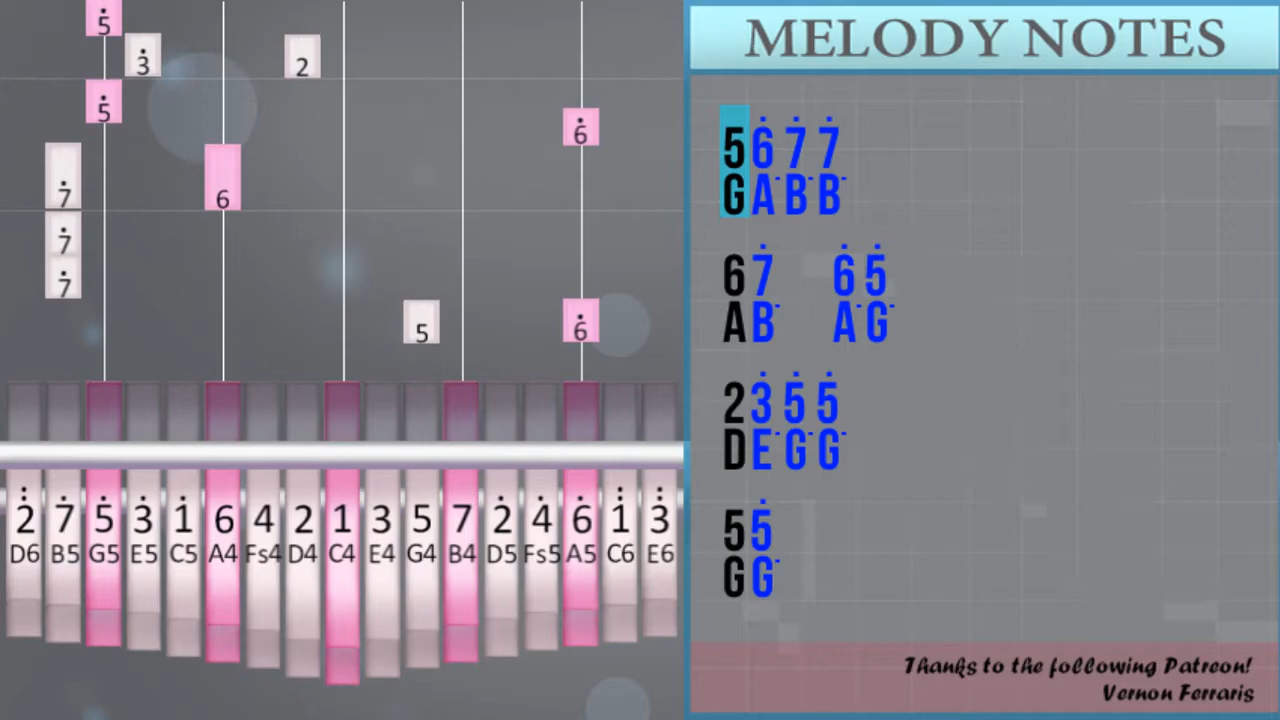 5̇
3̇ 2
5̇
6̇
7̇ 6
7̇
7̇
5 6̇
2̈ 7̇ 5̇ 3̇ 1̇ 6 4 2 1 3 5 7 2̇ 4̇ 6̇ 1̈ 3̈
D6 B5 G5 E5 C5 A4 Fs4 D4 C4 E4 G4 B4 D5 Fs5 A5 C6 E6
MELODY NOTES
5 6̇ 7̇ 7̇
G A- B- B-
6 7̇ 6̇ 5̇
A B- A- G-
2 3̇ 5̇ 5̇
D E- G- G-
5 5̇
G G-
Thanks to the following Patreon!
Vernon Ferraris